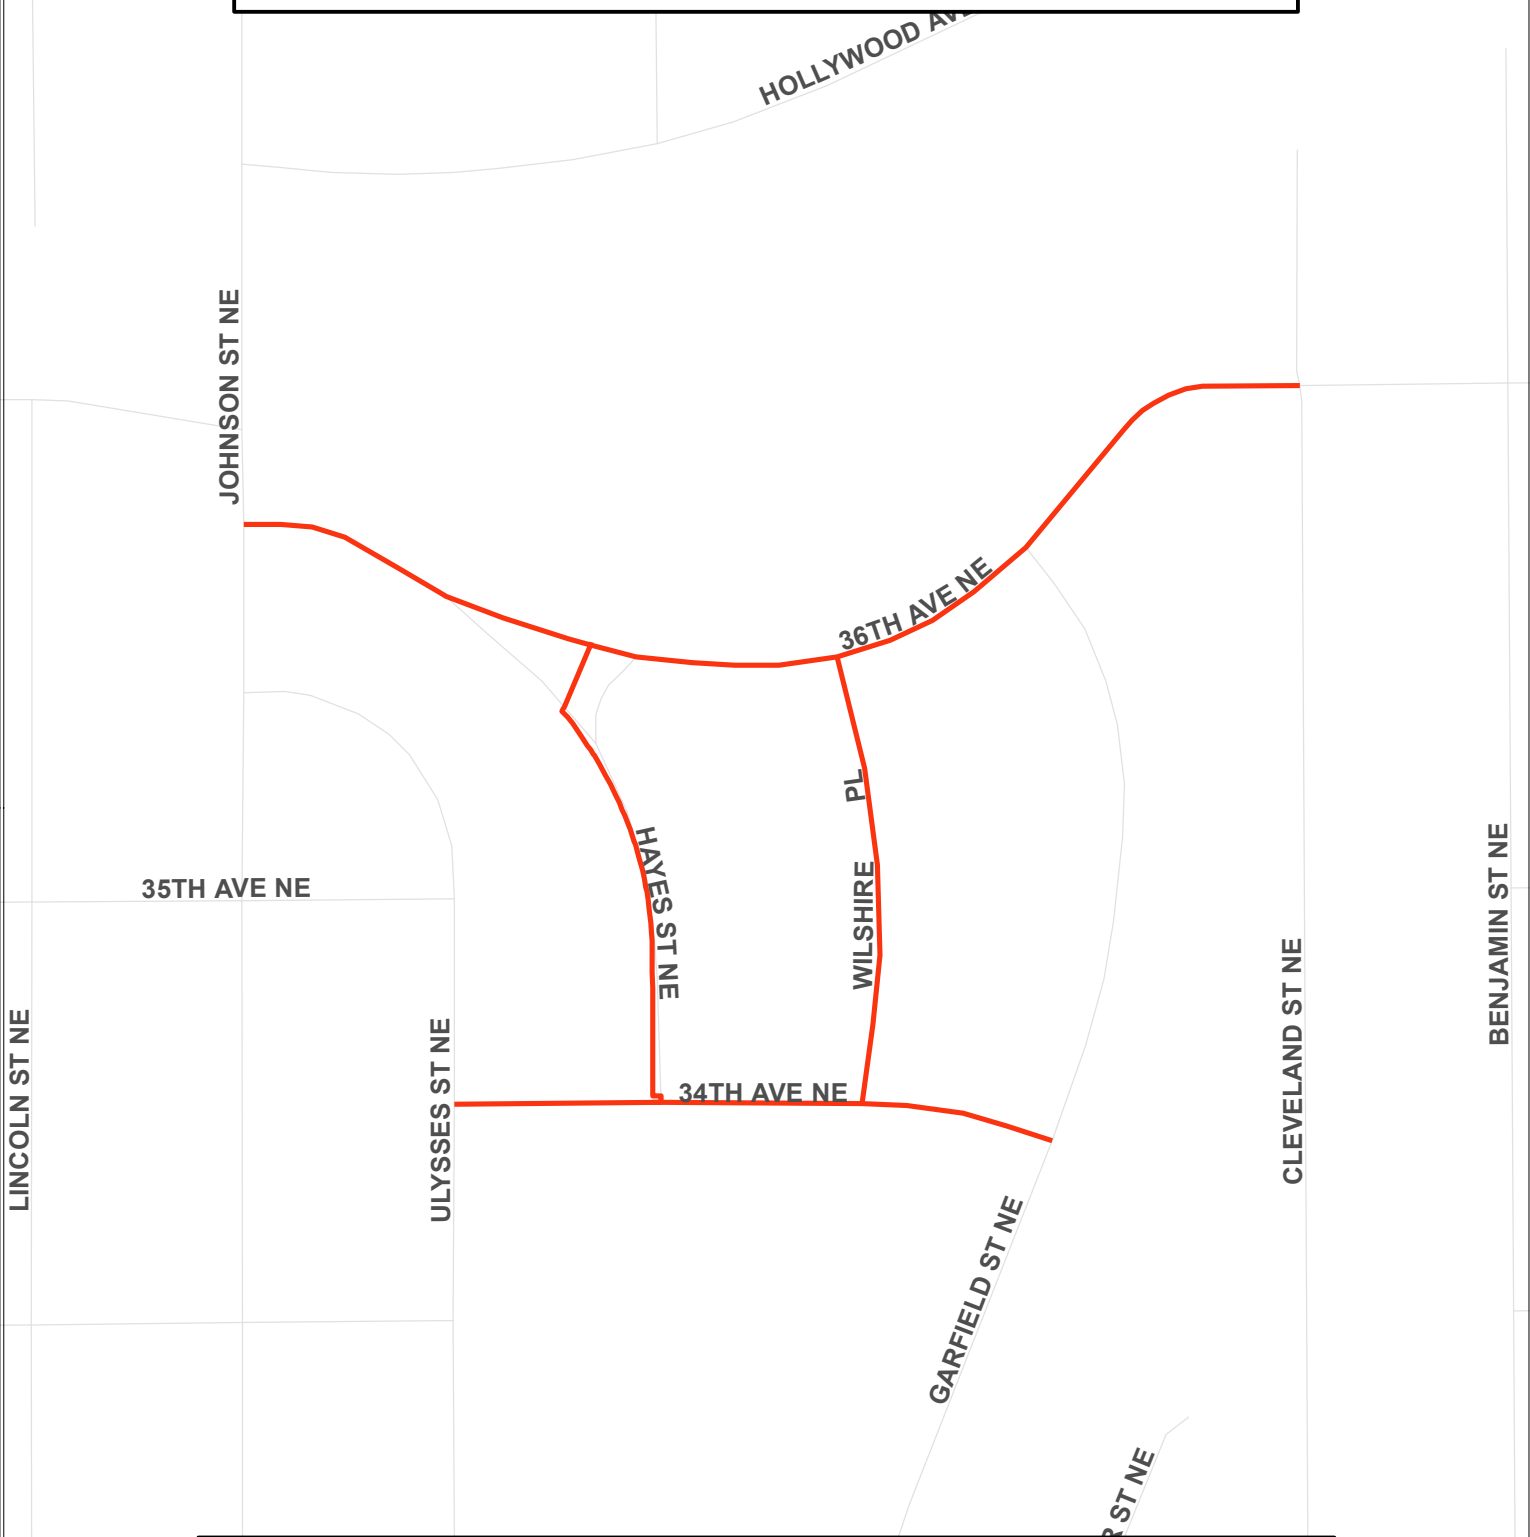 HOLLYWOOD
JOHNSON ST NE
36TH AVE NE
PL
HAYES ST NE
WILSHIRE
35TH AVE NE
BENJAMIN ST NE
CLEVELAND ST NE
LINCOLN ST NE
ULYSSES ST NE
34TH AVE NE
GARFIELD ST NE
ST NE